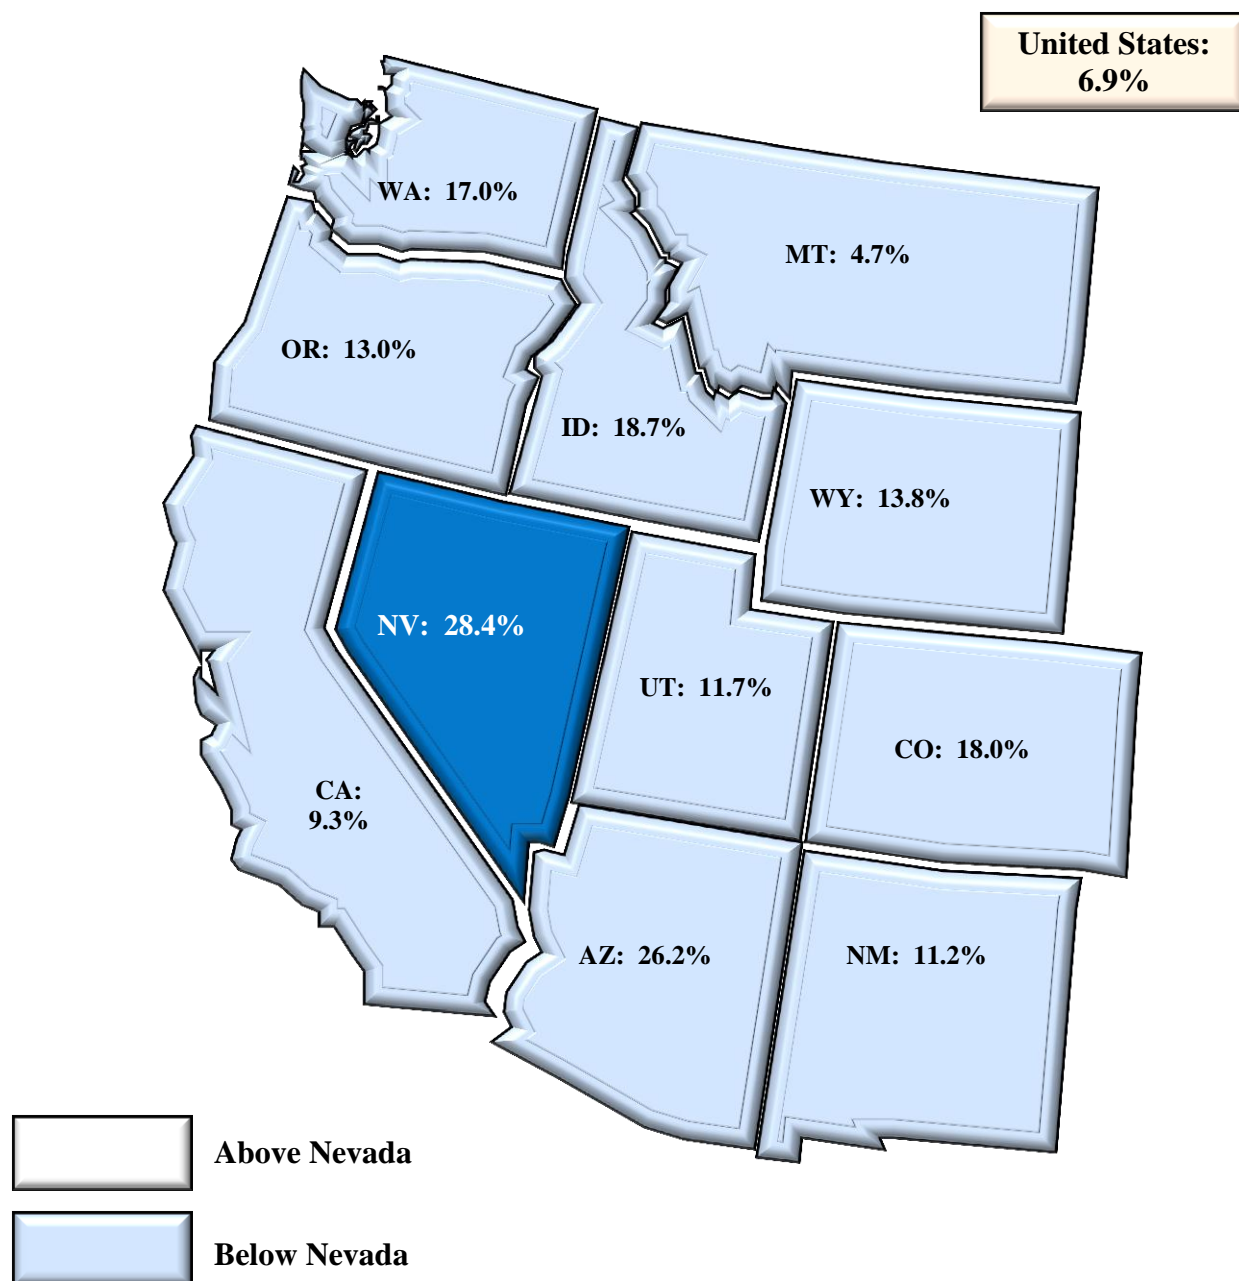 United States:
6.9%
WA: 17.0%
MT: 4.7%
OR: 13.0%
ID: 18.7%
WY: 13.8%
NV: 28.4%
UT: 11.7%
CO: 18.0%
CA:
9.3%
AZ: 26.2%
NM: 11.2%
Above Nevada
Below Nevada